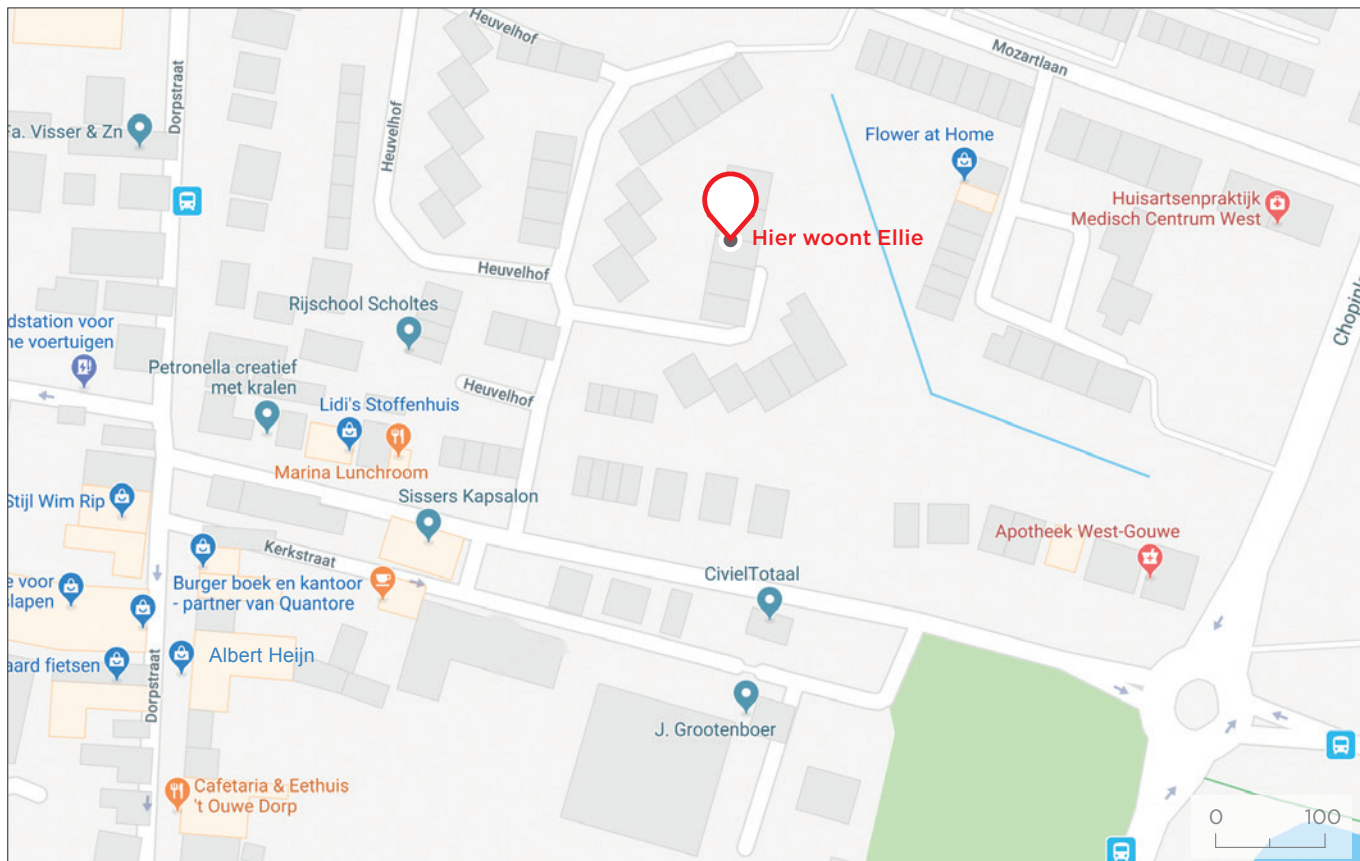 Heuvelhof
Mozartlaan
Dorpstraat
Fa. Visser & Zn
Heuvelhof
Flower at Home
Huisartsenpraktijk
Medisch Centrum West
Hier woont Ellie
Heuvelhof
Rijschool Scholtes
Chopinl
dstation voor
ne voertuigen
Petronella creatief
met kralen
Heuvelhof
Lidi's Stoffenhuis
Marina Lunchroom
Stijl Wim Rip
Sissers Kapsalon
Apotheek West-Gouwe
Kerkstraat
e voor
slapen
Burger boek en kantoor
- partner van Quantore
CivielTotaal
Albert Heijn
aard fietsen
Dorpstraat
J. Grootenboer
Cafetaria & Eethuis
't Ouwe Dorp
0 100